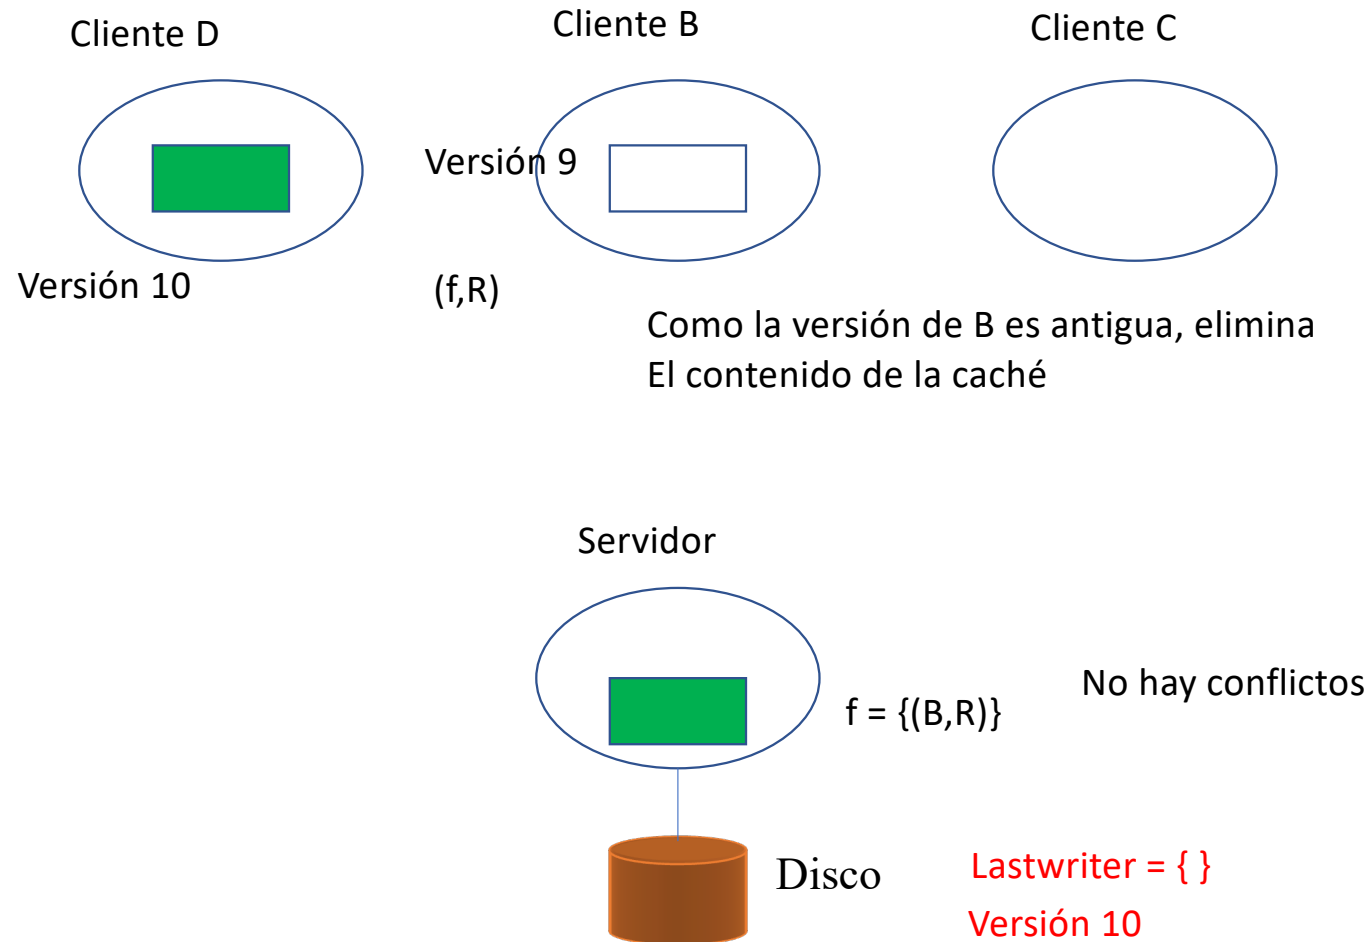 Cliente D
Cliente B
Cliente C
Versión 9
Versión 10
(f,R)
Como la versión de B es antigua, elimina
El contenido de la caché
Servidor
No hay conflictos
f = {(B,R)}
Disco
Lastwriter = { }
Versión 10